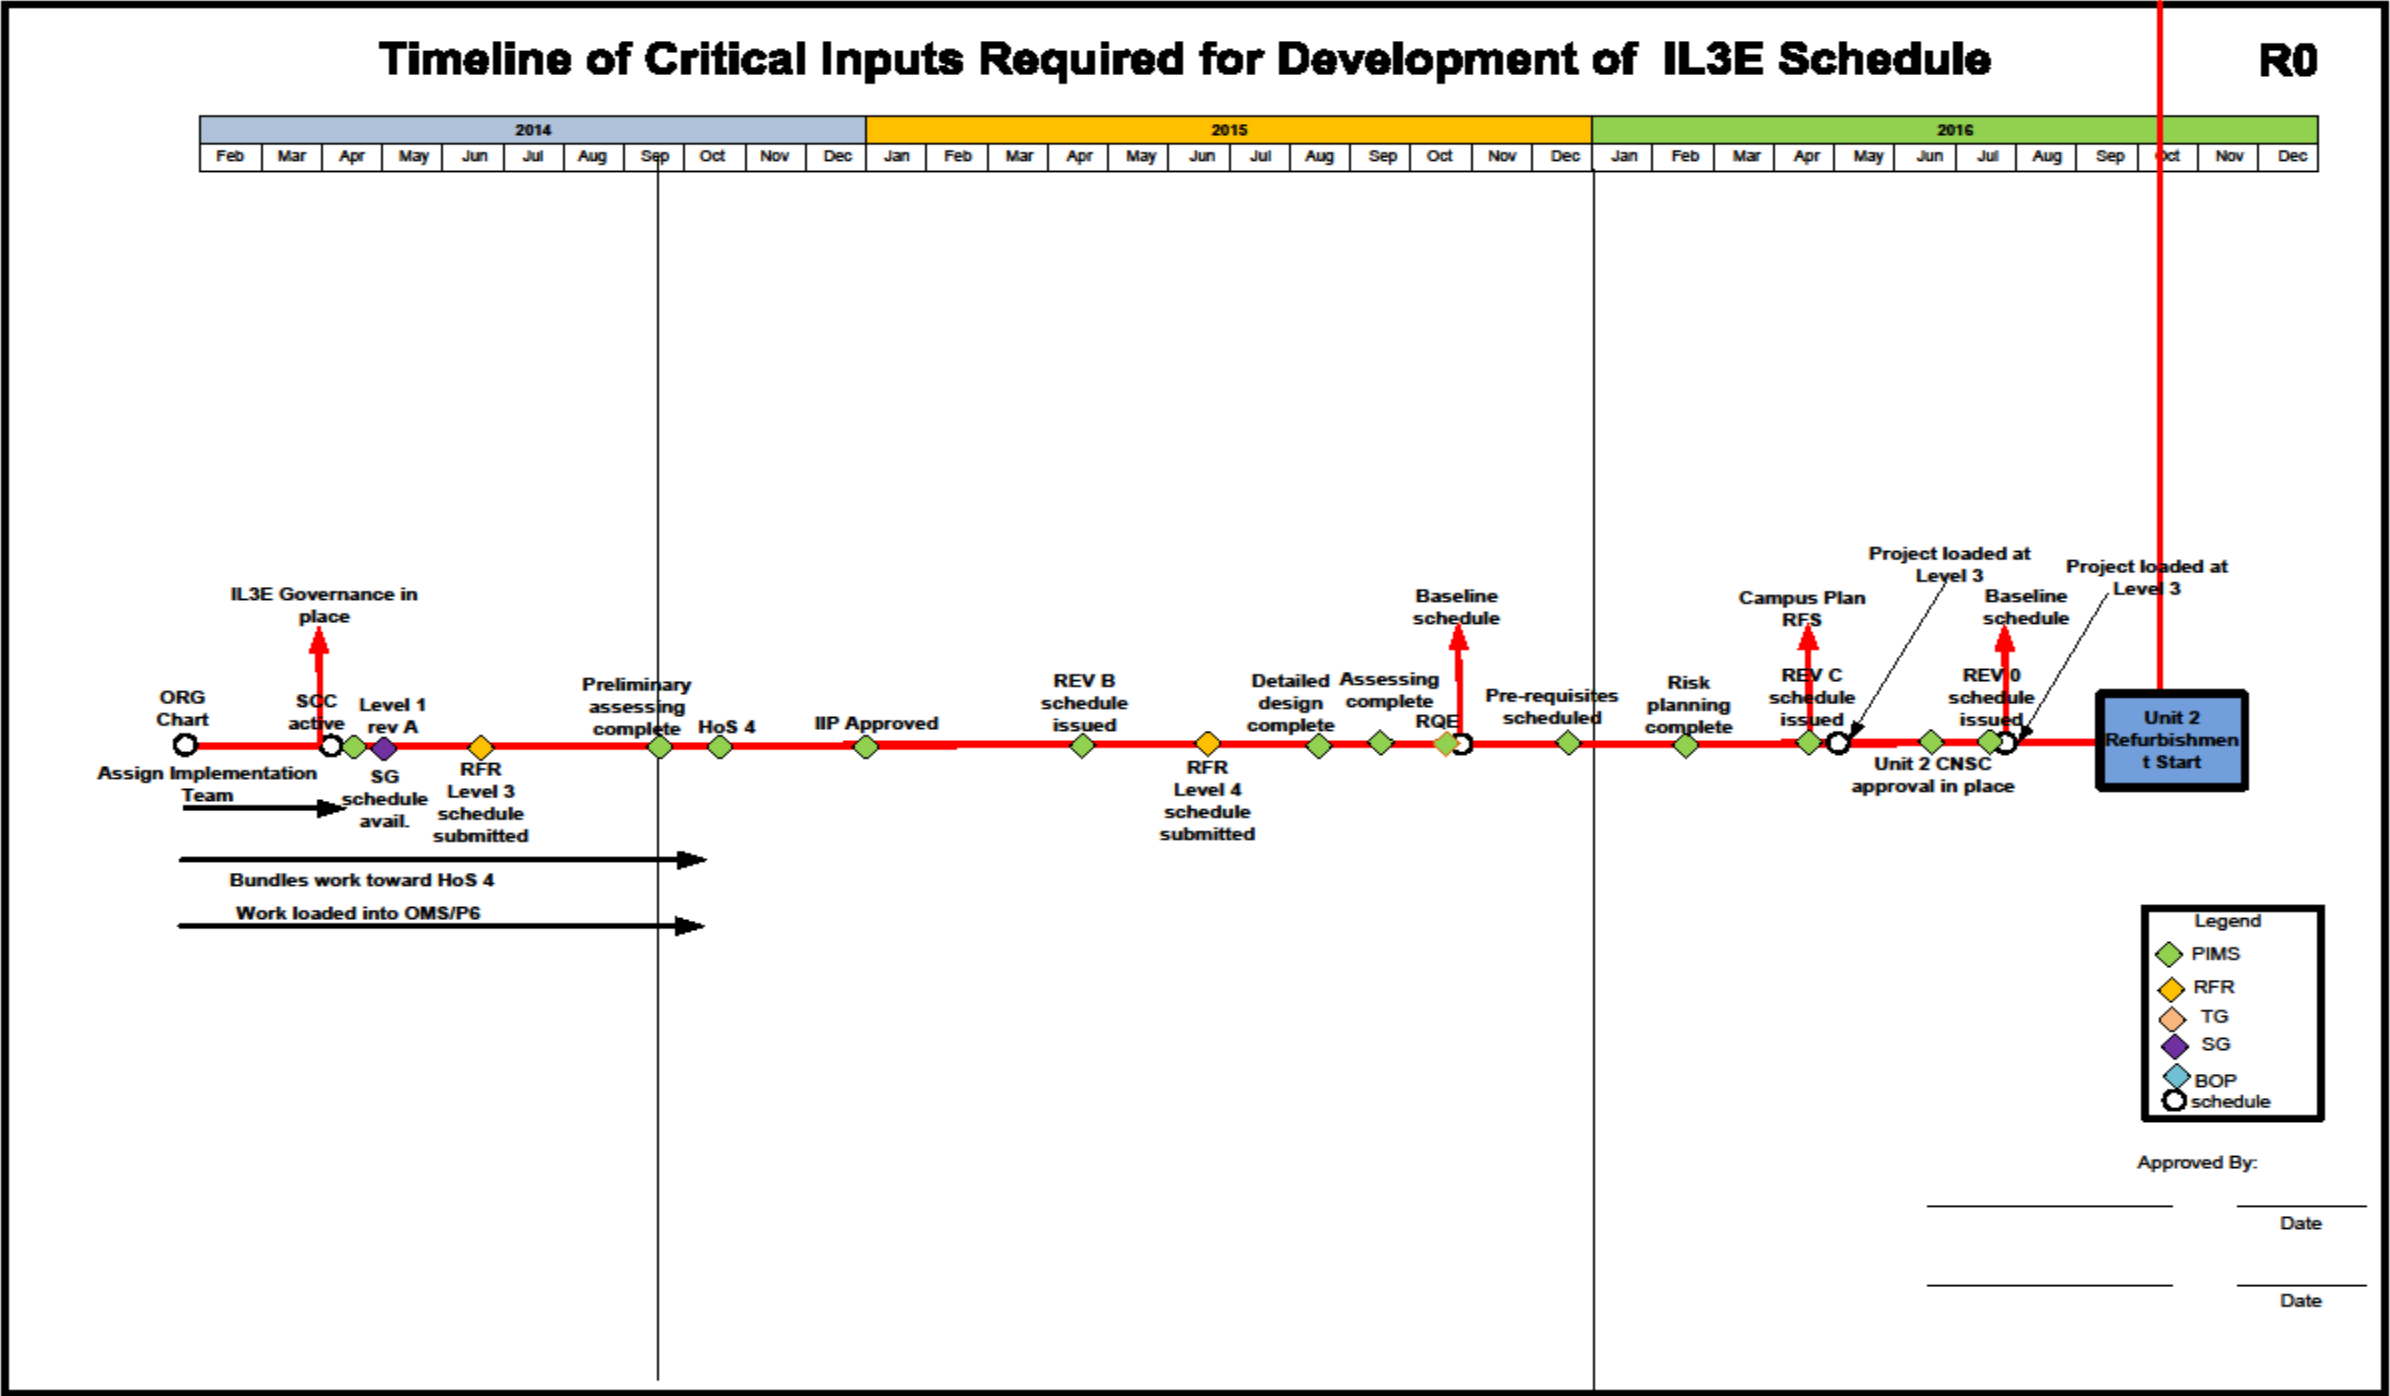 Timeline of Critical Inputs Required for Development of IL3E Schedule
R0
2014 2015 2016
Feb Mar Apr May Jun Jul Aug Sep Oct Nov Dec Jan Feb Mar Apr May Jun Jul Aug Sep Oct Nov Dec Jan Feb Mar Apr May Jun Jul Aug Sep Oct Nov Dec
IL3E Governance in
place
ORG
Chart
SCC
active
Level 1
rev A
Preliminary
assessing
complete
HoS 4
IIP Approved
REV B
schedule
issued
Detailed
design
complete
Assessing
complete
Baseline
schedule
RQE
Pre-requisites
scheduled
Risk
planning
complete
Campus Plan
RFS
REV C
schedule
issued
Project loaded at
Level 3
Baseline
schedule
REV 0
schedule
issued
Project loaded at
Level 3
Unit 2
Refurbishmen
t Start
Assign Implementation
Team
SG
schedule
avail.
RFR
Level 3
schedule
submitted
RFR
Level 4
schedule
submitted
Unit 2 CNSC
approval in place
Bundles work toward HoS 4
Work loaded into OMS/P6
Legend
PIMS
RFR
TG
SG
BOP
schedule
Approved By:
Date
Date